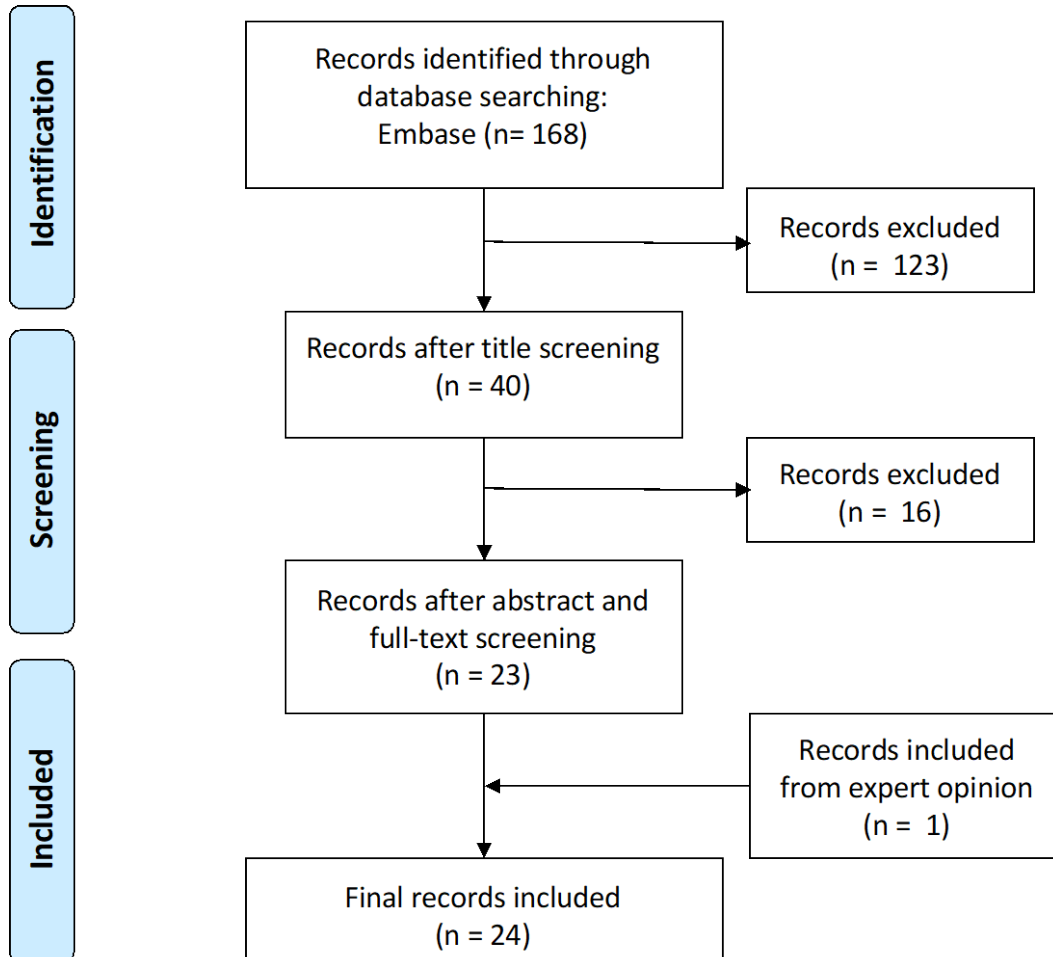 Identification
Records identified through
database searching:
Embase (n= 168)
Records excluded
(n =  123)
Records after title screening
(n = 40)
Screening
Records excluded
(n =  16)
Records after abstract and
full-text screening
(n = 23)
Included
Records included
from expert opinion
(n =  1)
Final records included
(n = 24)